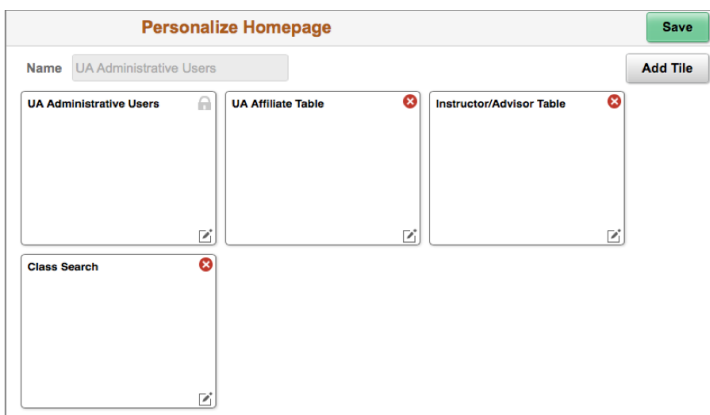 Personalize Homepage
Save
Name UA Administrative Users
Add Tile
UA Administrative Users
UA Affiliate Table
Instructor/Advisor Table
Class Search